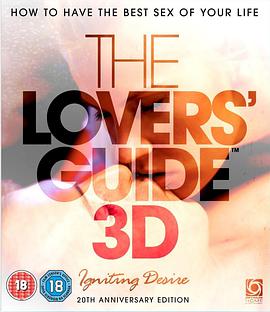 HOW TO HAVE THE BEST SEX OF YOUR LIFE
THE
LOVERS'
GUIDE™
3D
Igniting Desire
20TH ANNIVERSARY EDITION
18 18